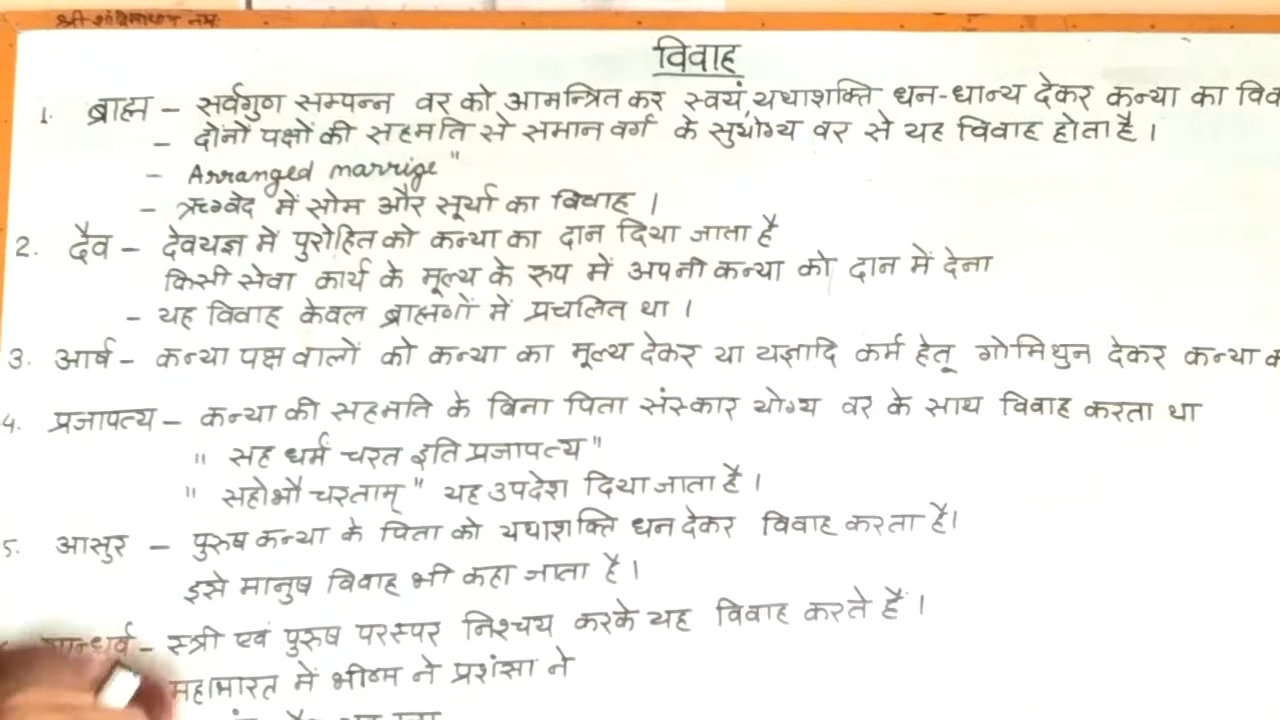 विवाह
1. ब्राह्म – सर्वगुण सम्पन्न वर को आमन्त्रित कर स्वयं, यथाशक्ति धन-धान्य देकर कन्या का
– दोनों पक्षों की सहमति से समान वर्ग के सुयोग्य वर से यह विवाह होता है।
– Arranged marrige"
– ऋग्वेद में सोम और सूर्या का विवाह।
2. दैव – देवयज्ञ में पुरोहित को कन्या का दान दिया जाता है
किसी सेवा कार्य के मूल्य के रूप में अपनी कन्या को दान में देना
– यह विवाह केवल ब्राह्मणों में प्रचलित था।
3. आर्ष – कन्या पक्ष वालों को कन्या का मूल्य देकर या यज्ञादि कर्म हेतू गोमिथुन देकर कन्या
4. प्रजापत्य – कन्या की सहमति के बिना पिता संस्कार योग्य वर के साथ विवाह करता था
" सह धर्मं चरत इति प्रजापत्य"
" सहोभौ चरताम्" यह उपदेश दिया जाता है।
5. आसुर – पुरुष कन्या के पिता को यथाशक्ति धन देकर विवाह करता है।
इसे मानुष विवाह भी कहा जाता है।
गान्धर्व – स्त्री एवं पुरुष परस्पर निश्चय करके यह विवाह करते हैं।
महाभारत में भीष्म ने प्रशंसा ने